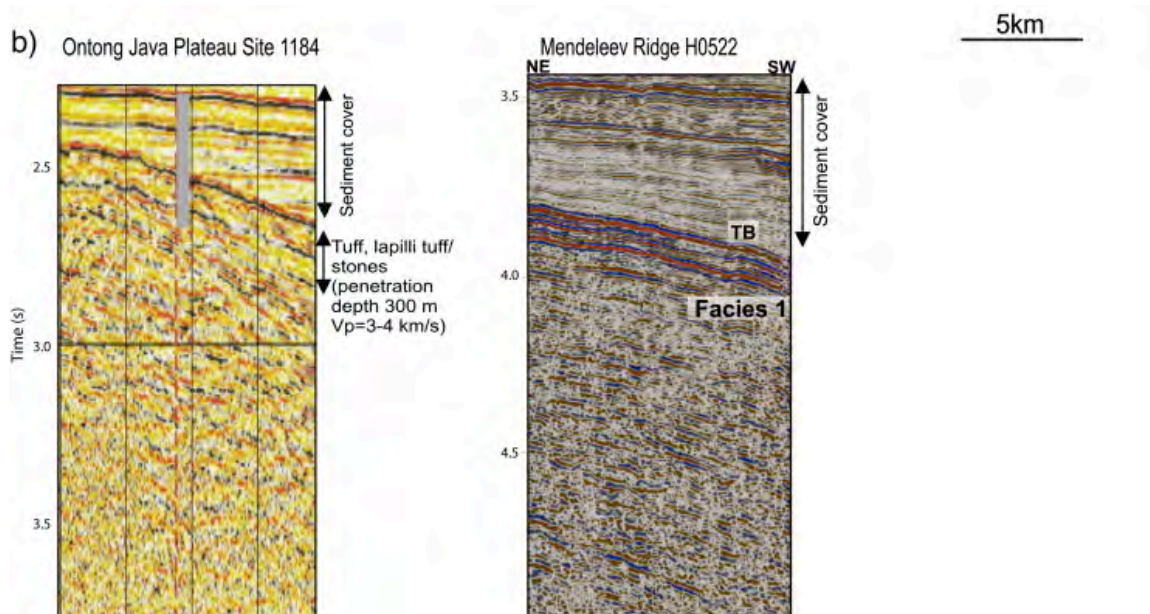 5km
b)
Ontong Java Plateau Site 1184
Mendeleev Ridge H0522
NE
SW
Time (s)
2.5
3.0
3.5
Sediment cover
Tuff, lapilli tuff/
stones
(penetration
depth 300 m
Vp=3-4 km/s)
3.5
4.0
4.5
TB
Facies 1
Sediment cover